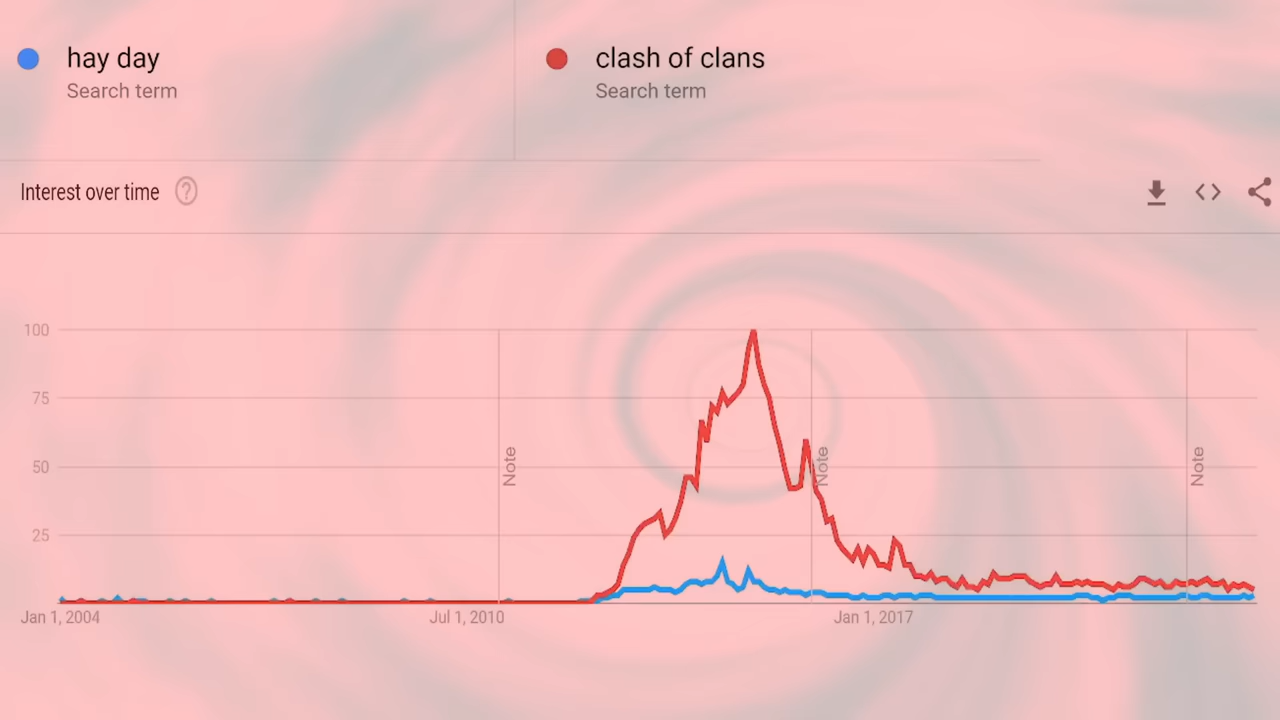 hay day
Search term
clash of clans
Search term
Interest over time ?
100
75
50
25
Note
Note
Note
Jan 1, 2004
Jul 1, 2010
Jan 1, 2017